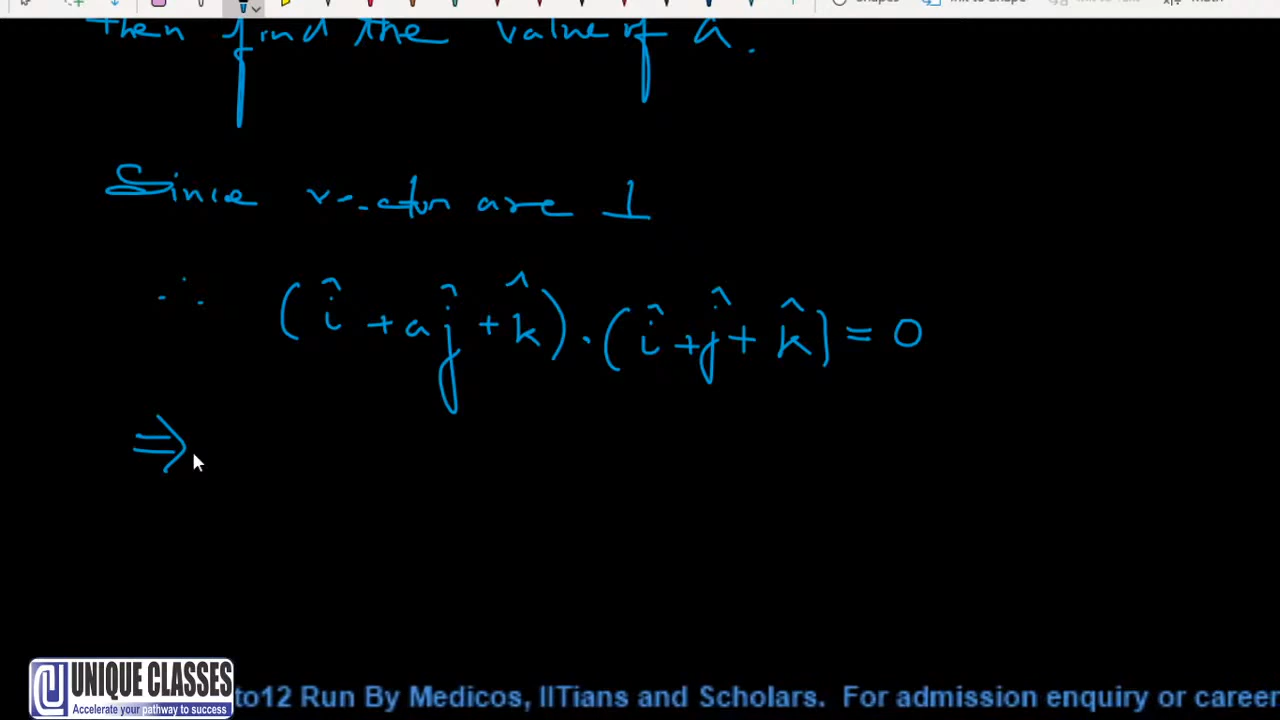 then find the value of a.
Since vector are ⊥
∴ (î + aĵ + k̂) · (î + ĵ + k̂) = 0
⇒
UNIQUE CLASSES
Accelerate your pathway to success
to12 Run By Medicos, IITians and Scholars. For admission enquiry or career